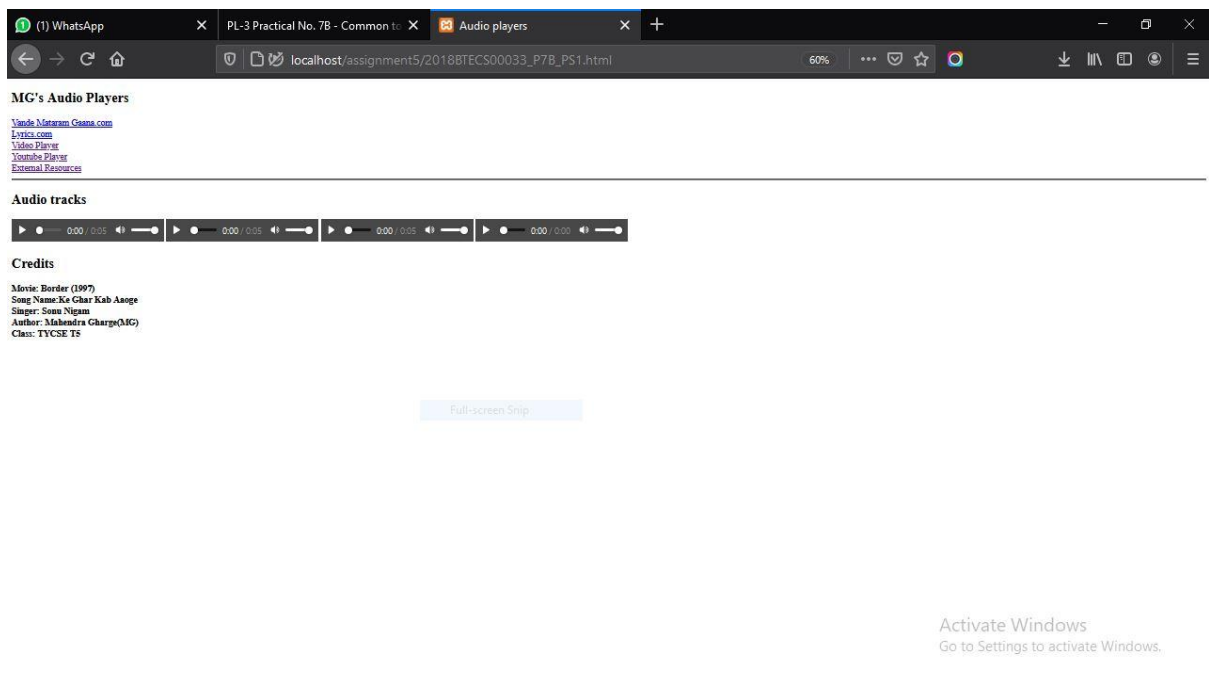 (1) WhatsApp
PL-3 Practical No. 7B - Common to
Audio players
localhost/assignment5/2018BTECS00033_P7B_PS1.html
60%
MG's Audio Players
Vande Mataram Gaana.com
Lyrics.com
Video Player
Youtube Player
External Resources
Audio tracks
0:00 / 0:05 0:00 / 0:05 0:00 / 0:05 0:00 / 0:00
Credits
Movie: Border (1997)
Song Name:Ke Ghar Kab Aaoge
Singer: Sonu Nigam
Author: Mahendra Gharge(MG)
Class: TYCSE T5
Full-screen Snip
Activate Windows
Go to Settings to activate Windows.